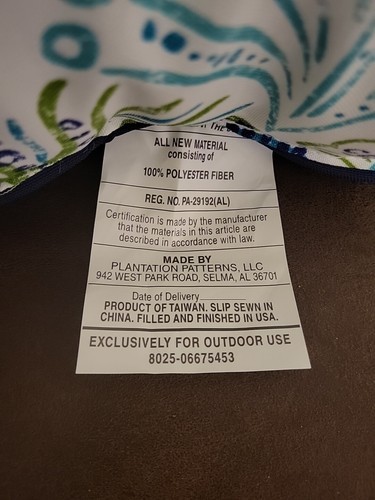 THE
ALL NEW MATERIAL
consisting of
100% POLYESTER FIBER
REG. NO. PA-29192(AL)
Certification is made by the manufacturer
that the materials in this article are
described in accordance with law.
MADE BY
PLANTATION PATTERNS, LLC
942 WEST PARK ROAD, SELMA, AL 36701
Date of Delivery
PRODUCT OF TAIWAN. SLIP SEWN IN
CHINA. FILLED AND FINISHED IN USA.
EXCLUSIVELY FOR OUTDOOR USE
8025-06675453